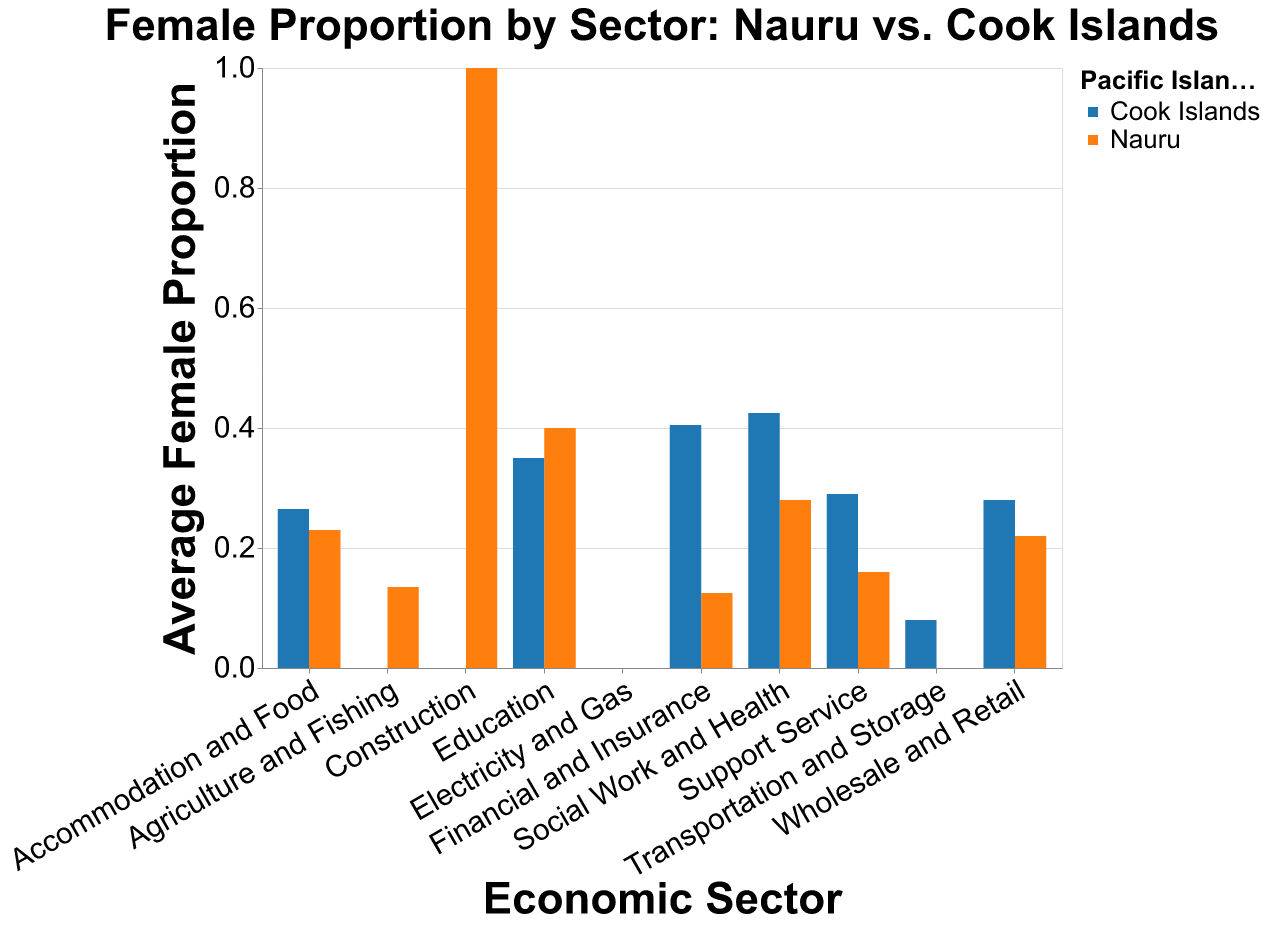 Female Proportion by Sector: Nauru vs. Cook Islands
Pacific Islan…
Cook Islands
Nauru
Average Female Proportion
1.0
0.8
0.6
0.4
0.2
0.0
Accommodation and Food
Agriculture and Fishing
Construction
Education
Electricity and Gas
Financial and Insurance
Social Work and Health
Support Service
Transportation and Storage
Wholesale and Retail
Economic Sector